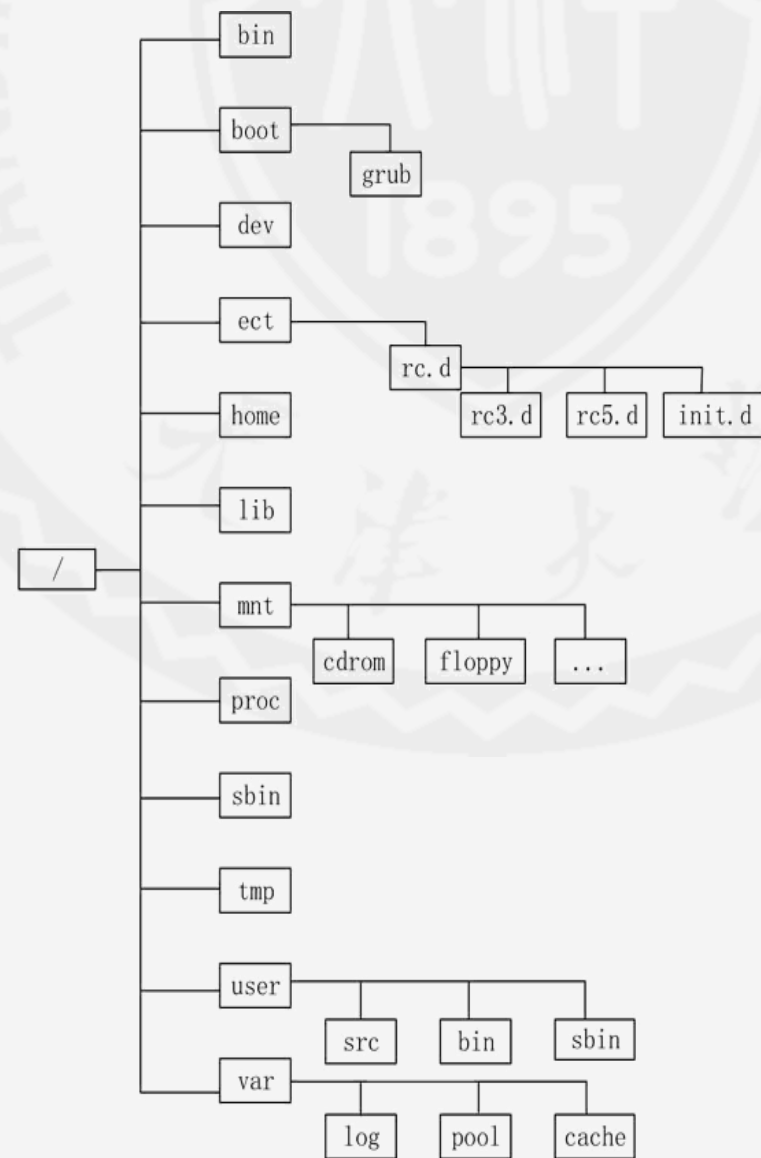 bin
boot
grub
1895
dev
ect
rc.d
rc3.d rc5.d init.d
home
lib
/
mnt
cdrom floppy ...
proc
sbin
tmp
user
src bin sbin
var
log pool cache